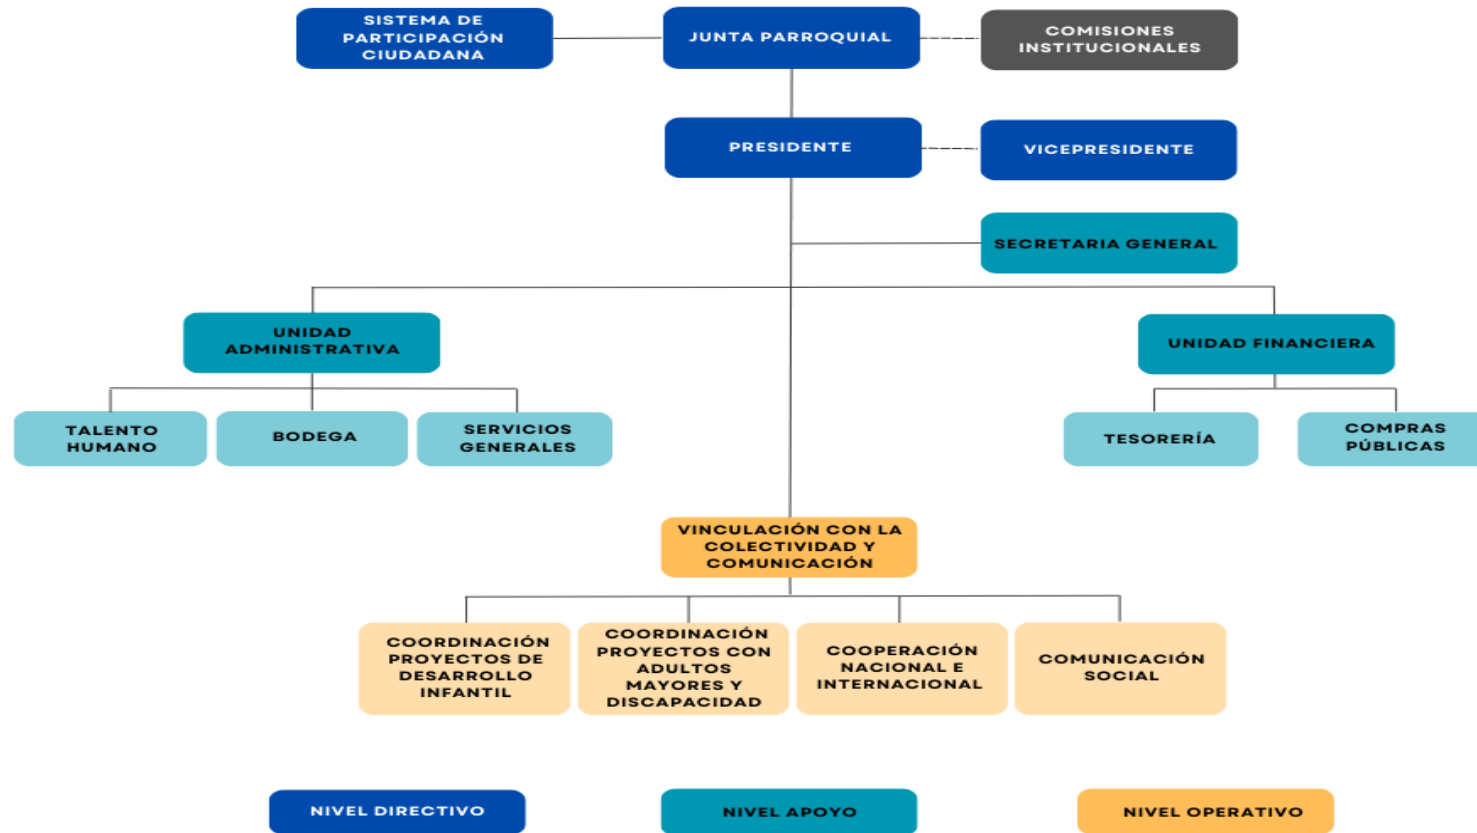 SISTEMA DE
PARTICIPACIÓN
CIUDADANA
JUNTA PARROQUIAL
COMISIONES
INSTITUCIONALES
PRESIDENTE
VICEPRESIDENTE
SECRETARIA GENERAL
UNIDAD
ADMINISTRATIVA
UNIDAD FINANCIERA
TALENTO
HUMANO
BODEGA
SERVICIOS
GENERALES
TESORERÍA
COMPRAS
PÚBLICAS
VINCULACIÓN CON LA
COLECTIVIDAD Y
COMUNICACIÓN
COORDINACIÓN
PROYECTOS DE
DESARROLLO
INFANTIL
COORDINACIÓN
PROYECTOS CON
ADULTOS
MAYORES Y
DISCAPACIDAD
COOPERACIÓN
NACIONAL E
INTERNACIONAL
COMUNICACIÓN
SOCIAL
NIVEL DIRECTIVO
NIVEL APOYO
NIVEL OPERATIVO